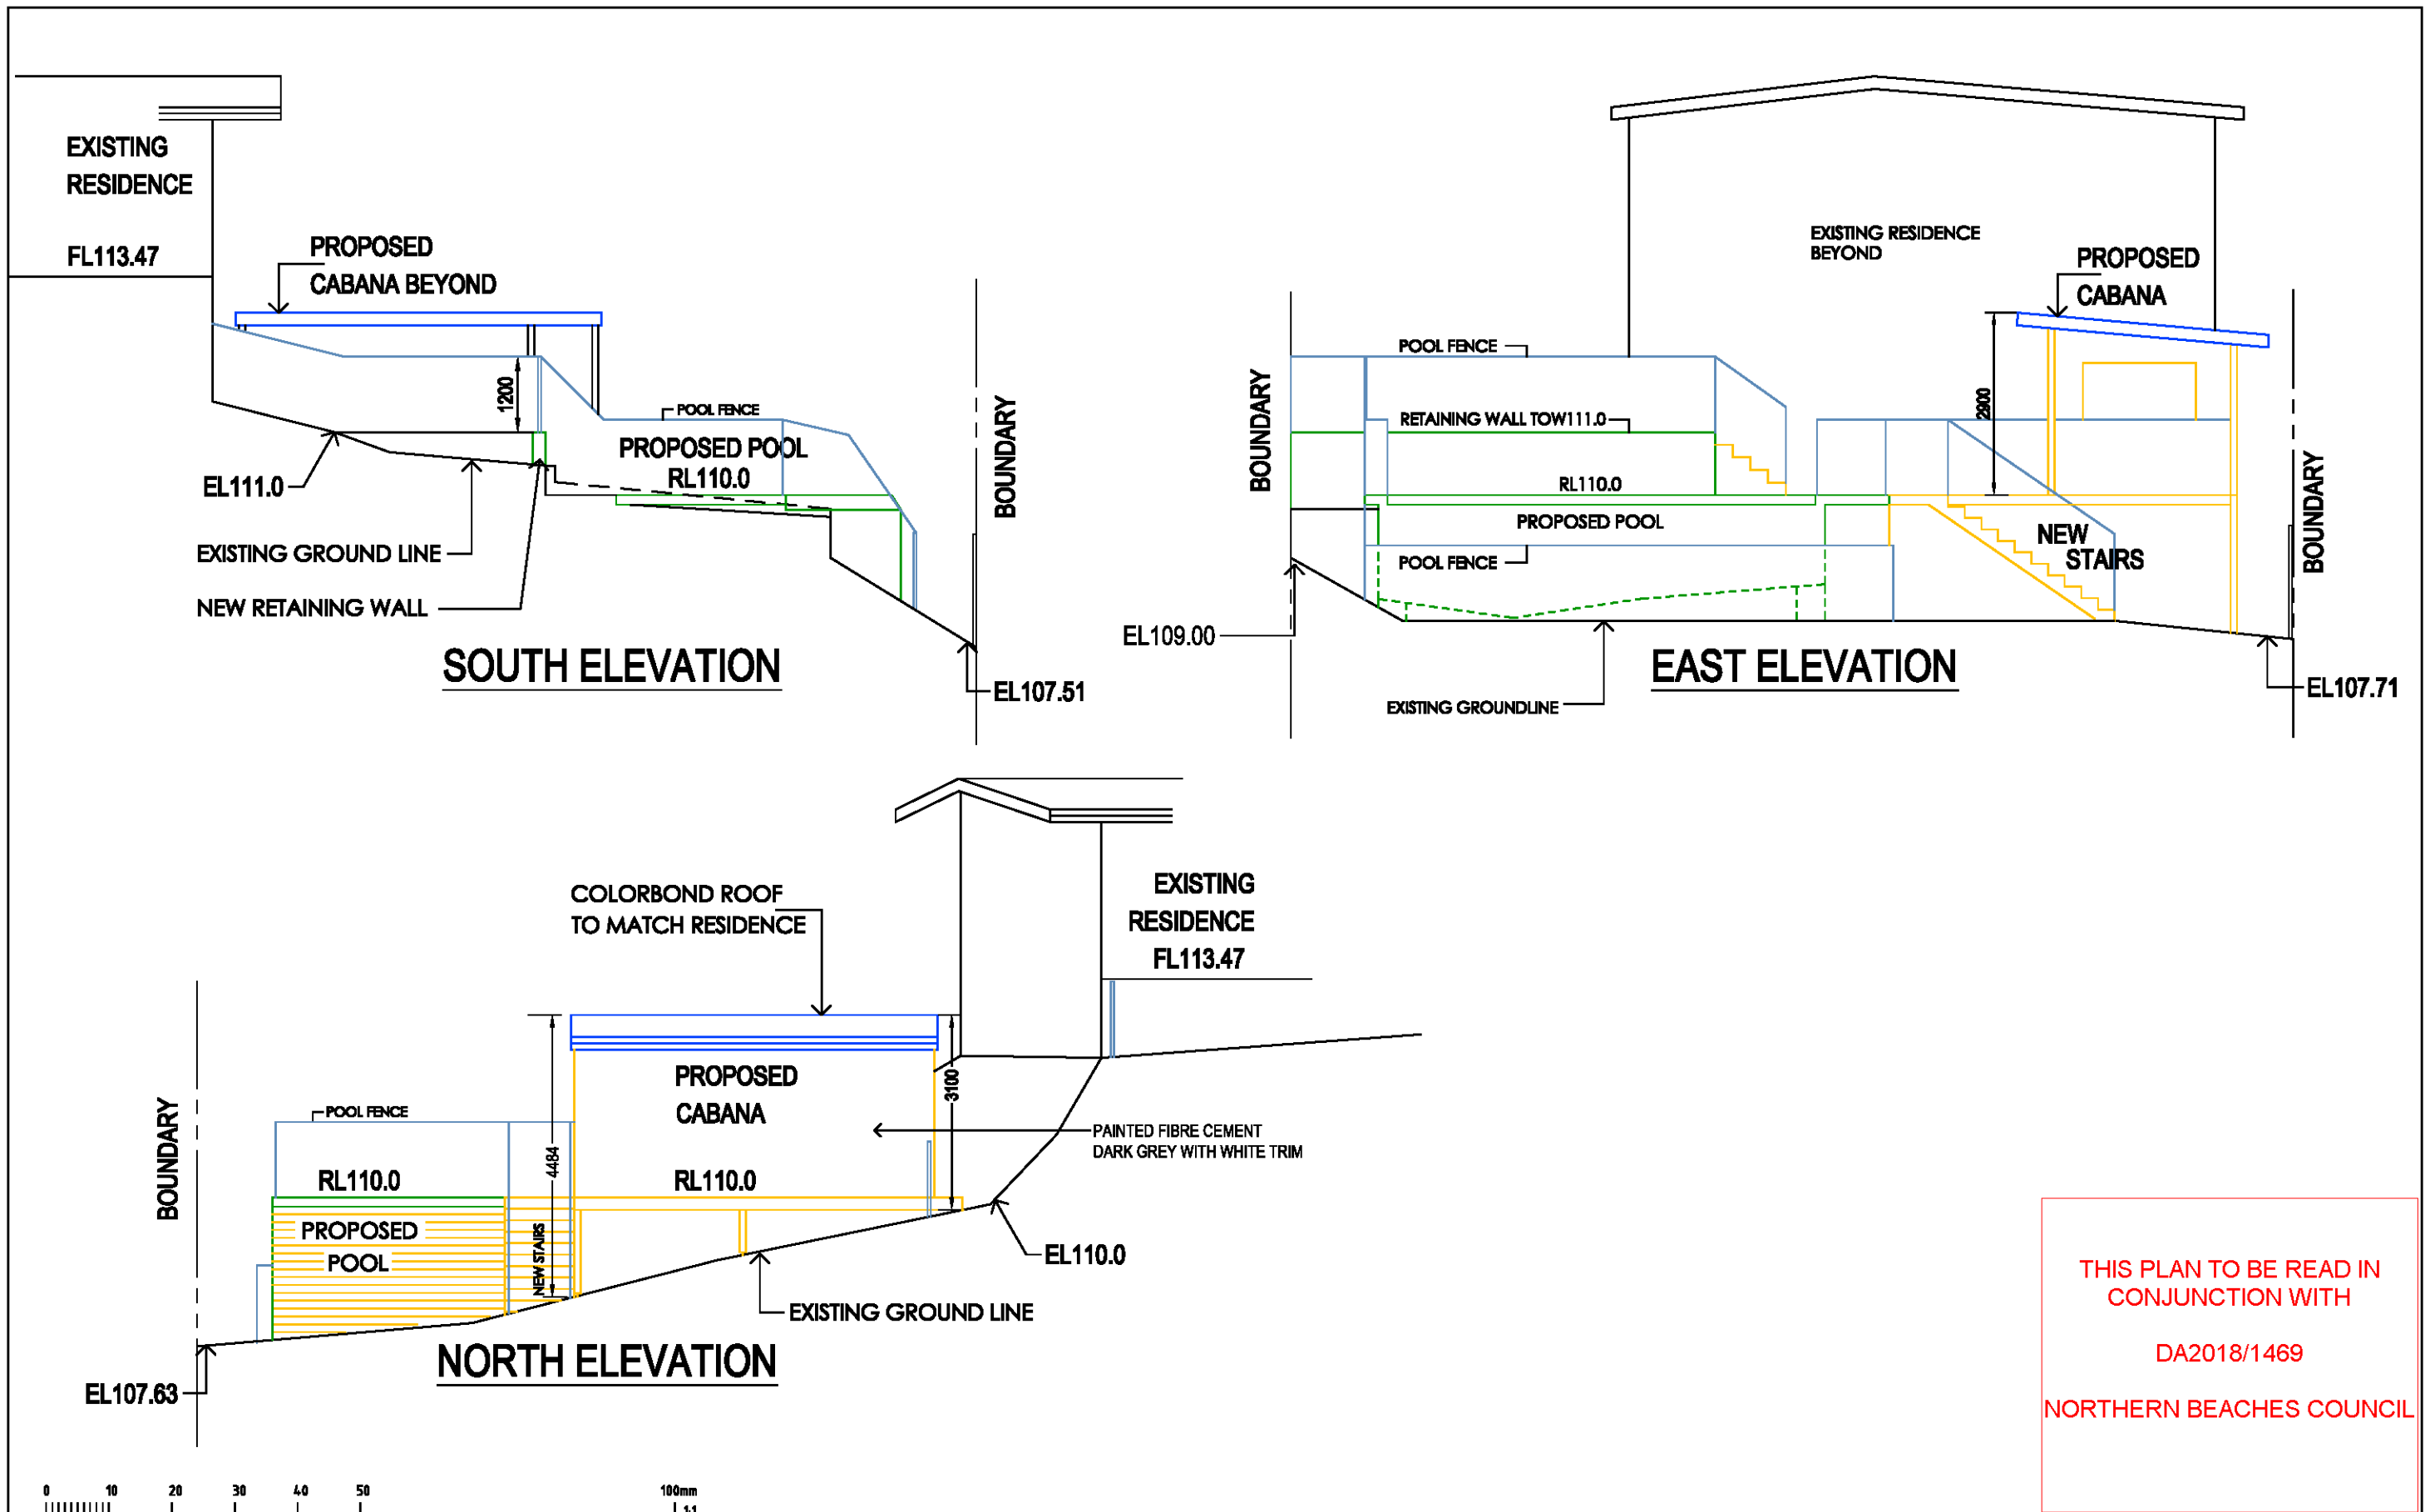 EXISTING
RESIDENCE
FL113.47
PROPOSED
CABANA BEYOND
1200
POOL FENCE
PROPOSED POOL
RL110.0
EL111.0
EXISTING GROUND LINE
NEW RETAINING WALL
BOUNDARY
EL107.51
SOUTH ELEVATION
EXISTING RESIDENCE
BEYOND
PROPOSED
CABANA
POOL FENCE
RETAINING WALL TOW111.0
2900
BOUNDARY
RL110.0
PROPOSED POOL
POOL FENCE
NEW
STAIRS
BOUNDARY
EL109.00
EAST ELEVATION
EXISTING GROUNDLINE
EL107.71
COLORBOND ROOF
TO MATCH RESIDENCE
EXISTING
RESIDENCE
FL113.47
PROPOSED
CABANA
3100
POOL FENCE
4484
PAINTED FIBRE CEMENT
DARK GREY WITH WHITE TRIM
BOUNDARY
RL110.0
RL110.0
PROPOSED
POOL
NEW STAIRS
EL110.0
EXISTING GROUND LINE
NORTH ELEVATION
EL107.63
THIS PLAN TO BE READ IN
CONJUNCTION WITH
DA2018/1469
NORTHERN BEACHES COUNCIL
0 10 20 30 40 50 100mm
1:1